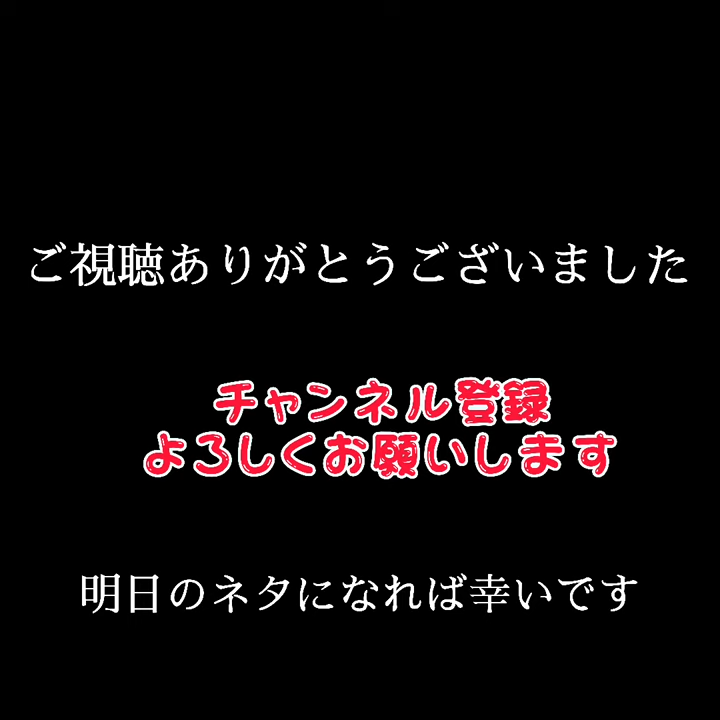 ご視聴ありがとうございました
チャンネル登録
よろしくお願いします
明日のネタになれば幸いです